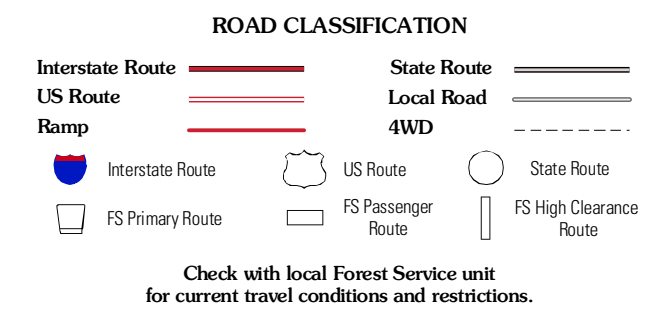 ROAD CLASSIFICATION
Interstate Route
State Route
US Route
Local Road
Ramp
4WD
Interstate Route
US Route
State Route
FS Primary Route
FS Passenger
Route
FS High Clearance
Route
Check with local Forest Service unit
for current travel conditions and restrictions.